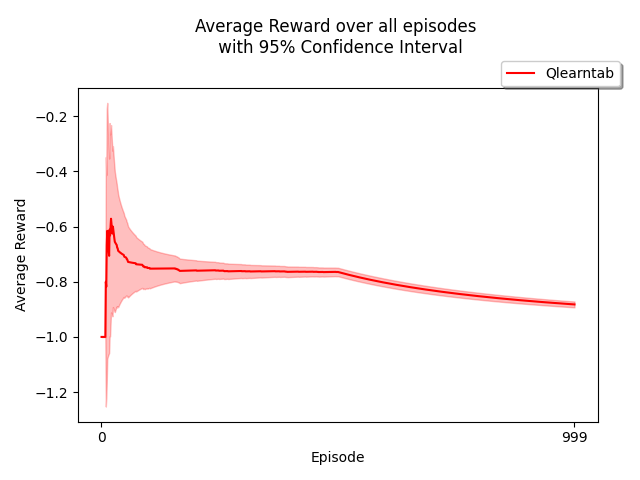 Average Reward over all episodes
with 95% Confidence Interval
Qlearntab
−0.2
−0.4
−0.6
−0.8
−1.0
−1.2
Average Reward
0
999
Episode